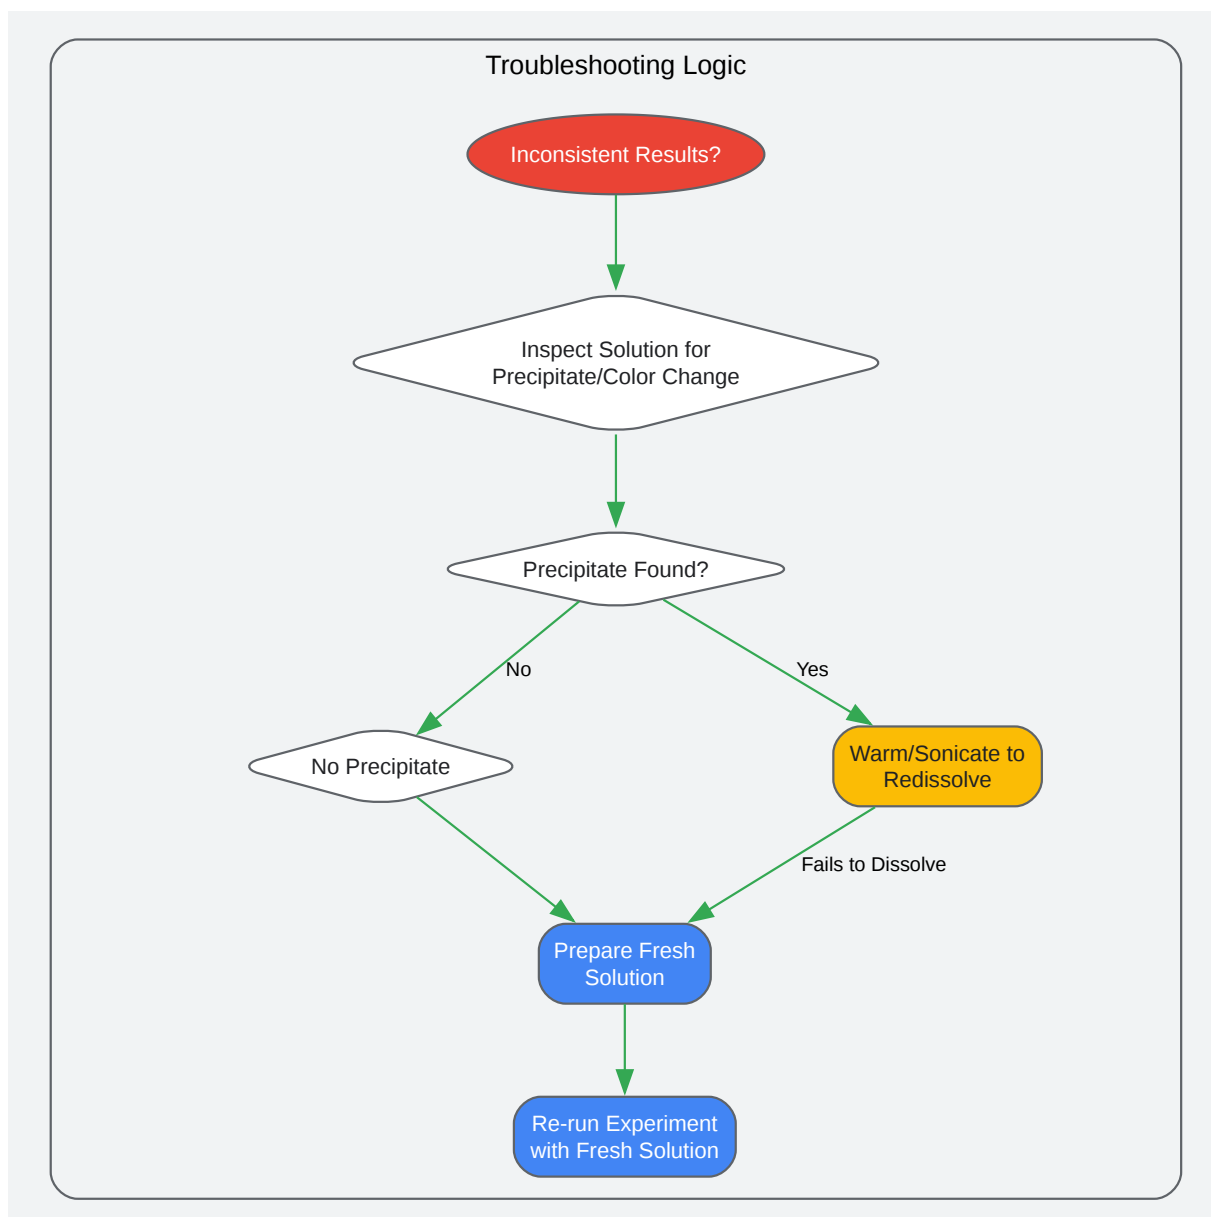 Troubleshooting Logic
Inconsistent Results?
Inspect Solution for
Precipitate/Color Change
Precipitate Found?
No
Yes
No Precipitate
Warm/Sonicate to
Redissolve
Fails to Dissolve
Prepare Fresh
Solution
Re-run Experiment
with Fresh Solution